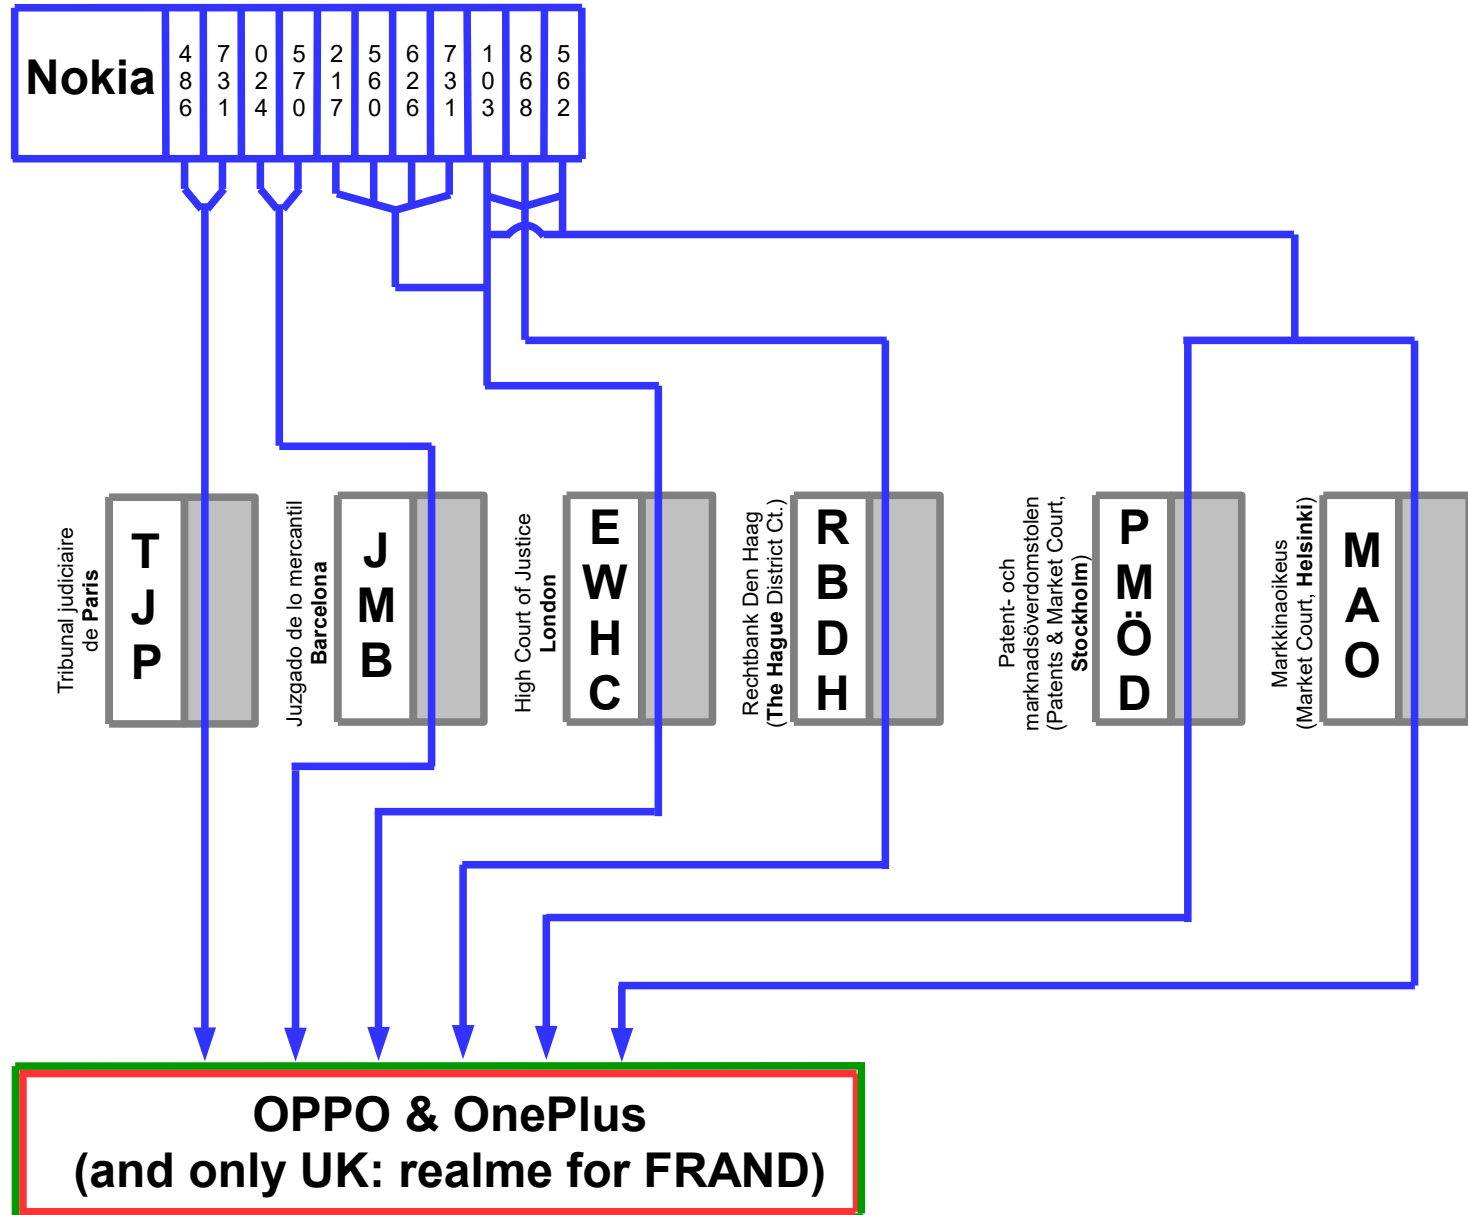 Nokia
486
731
024
570
217
560
626
731
103
868
562
Tribunal judiciaire
de Paris
TJP
Juzgado de lo mercantil
Barcelona
JMB
High Court of Justice
London
EWHC
Rechtbank Den Haag
(The Hague District Ct.)
RBDH
Patent- och
marknadsöverdomstolen
(Patents & Market Court,
Stockholm)
PMÖD
Markkinaoikeus
(Market Court, Helsinki)
MAO
OPPO & OnePlus
(and only UK: realme for FRAND)